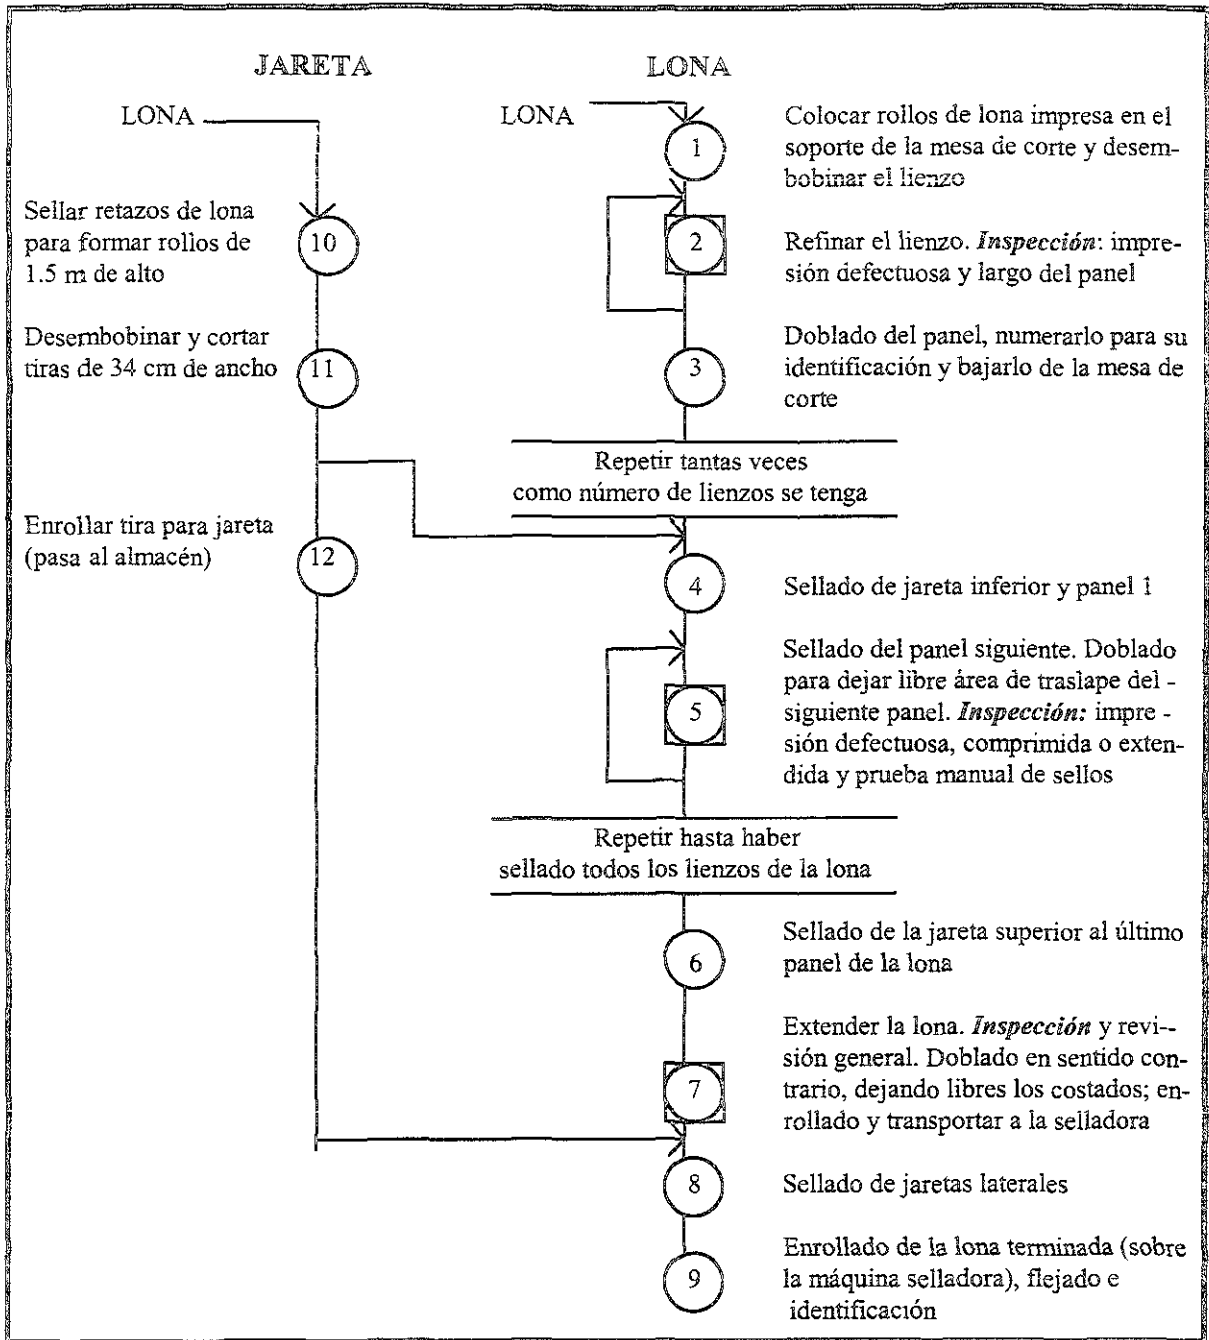 JARETA
LONA
LONA
LONA
1
Colocar rollos de lona impresa en el
soporte de la mesa de corte y desem-
bobinar el lienzo
Sellar retazos de lona
para formar rollos de
1.5 m de alto
10
2
Refinar el lienzo. Inspección: impre-
sión defectuosa y largo del panel
Desembobinar y cortar
tiras de 34 cm de ancho
11
3
Doblado del panel, numerarlo para su
identificación y bajarlo de la mesa de
corte
Repetir tantas veces
como número de lienzos se tenga
Enrollar tira para jareta
(pasa al almacén)
12
4
Sellado de jareta inferior y panel 1
5
Sellado del panel siguiente. Doblado
para dejar libre área de traslape del -
siguiente panel. Inspección: impre -
sión defectuosa, comprimida o exten-
dida y prueba manual de sellos
Repetir hasta haber
sellado todos los lienzos de la lona
6
Sellado de la jareta superior al último
panel de la lona
7
Extender la lona. Inspección y revi--
sión general. Doblado en sentido con-
trario, dejando libres los costados; en-
rollado y transportar a la selladora
8
Sellado de jaretas laterales
9
Enrollado de la lona terminada (sobre
la máquina selladora), flejado e
identificación